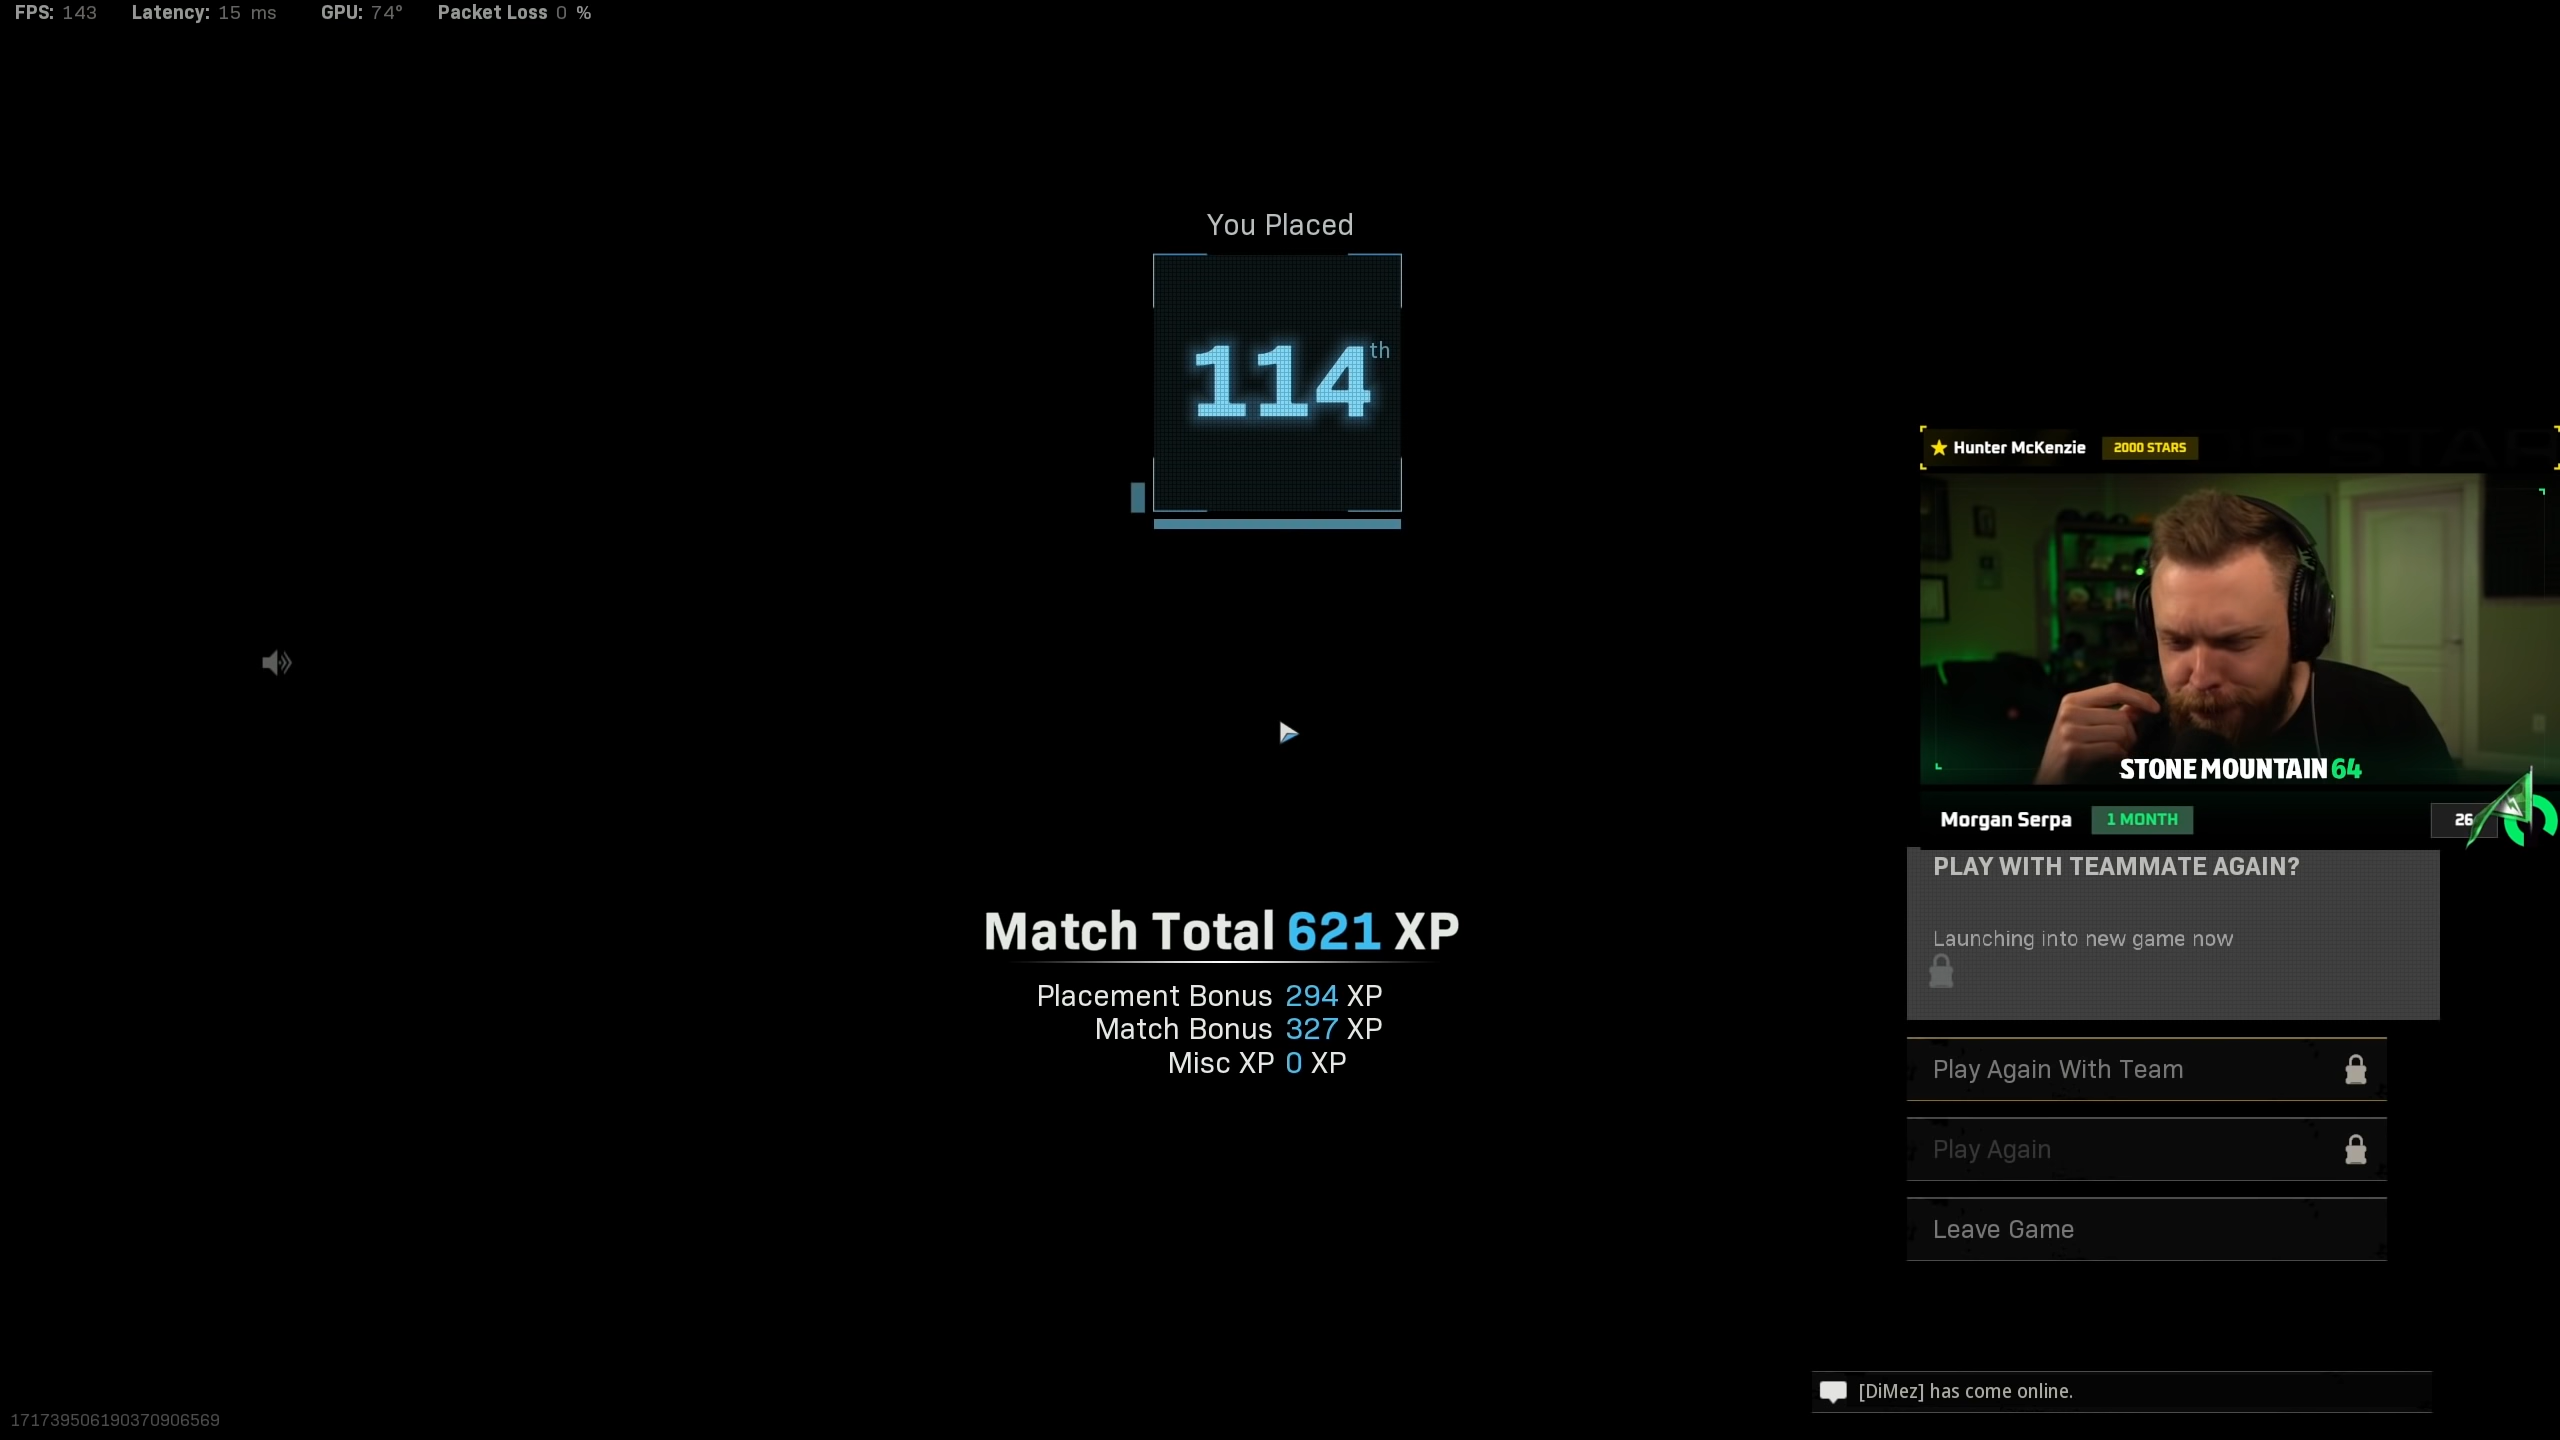 FPS: 143 Latency: 15 ms GPU: 74° Packet Loss 0 %
You Placed
114th
Hunter McKenzie 2000 STARS
STONE MOUNTAIN 64
Morgan Serpa 1 MONTH 26
PLAY WITH TEAMMATE AGAIN?
Launching into new game now
Match Total 621 XP
Placement Bonus 294 XP
Match Bonus 327 XP
Misc XP 0 XP
Play Again With Team
Play Again
Leave Game
[DiMez] has come online.
171739506190370906569